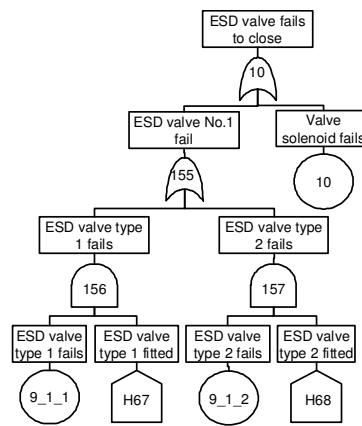 ESD valve fails
to close
10
ESD valve No.1
fail
Valve
solenoid fails
155
10
ESD valve type
1 fails
ESD valve type
2 fails
156
157
ESD valve
type 1 fails
ESD valve
type 1 fitted
ESD valve
type 2 fails
ESD valve
type 2 fitted
9_1_1
H67
9_1_2
H68